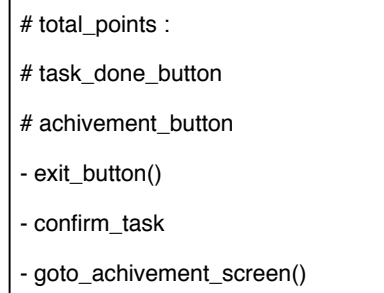 # total_points :
# task_done_button
# achivement_button
- exit_button()
- confirm_task
- goto_achivement_screen()